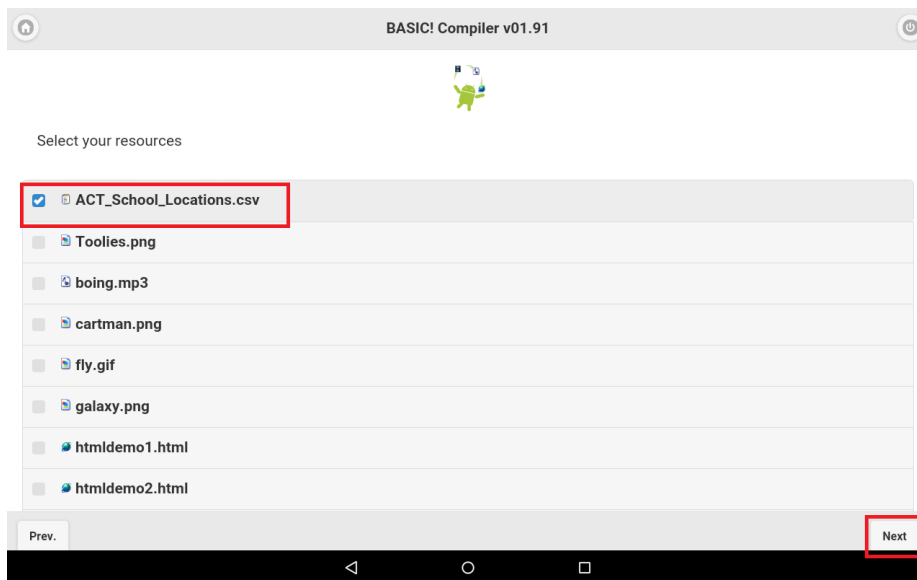 BASIC! Compiler v01.91
Select your resources
ACT_School_Locations.csv
Toolies.png
boing.mp3
cartman.png
fly.gif
galaxy.png
htmldemo1.html
htmldemo2.html
Prev.
Next